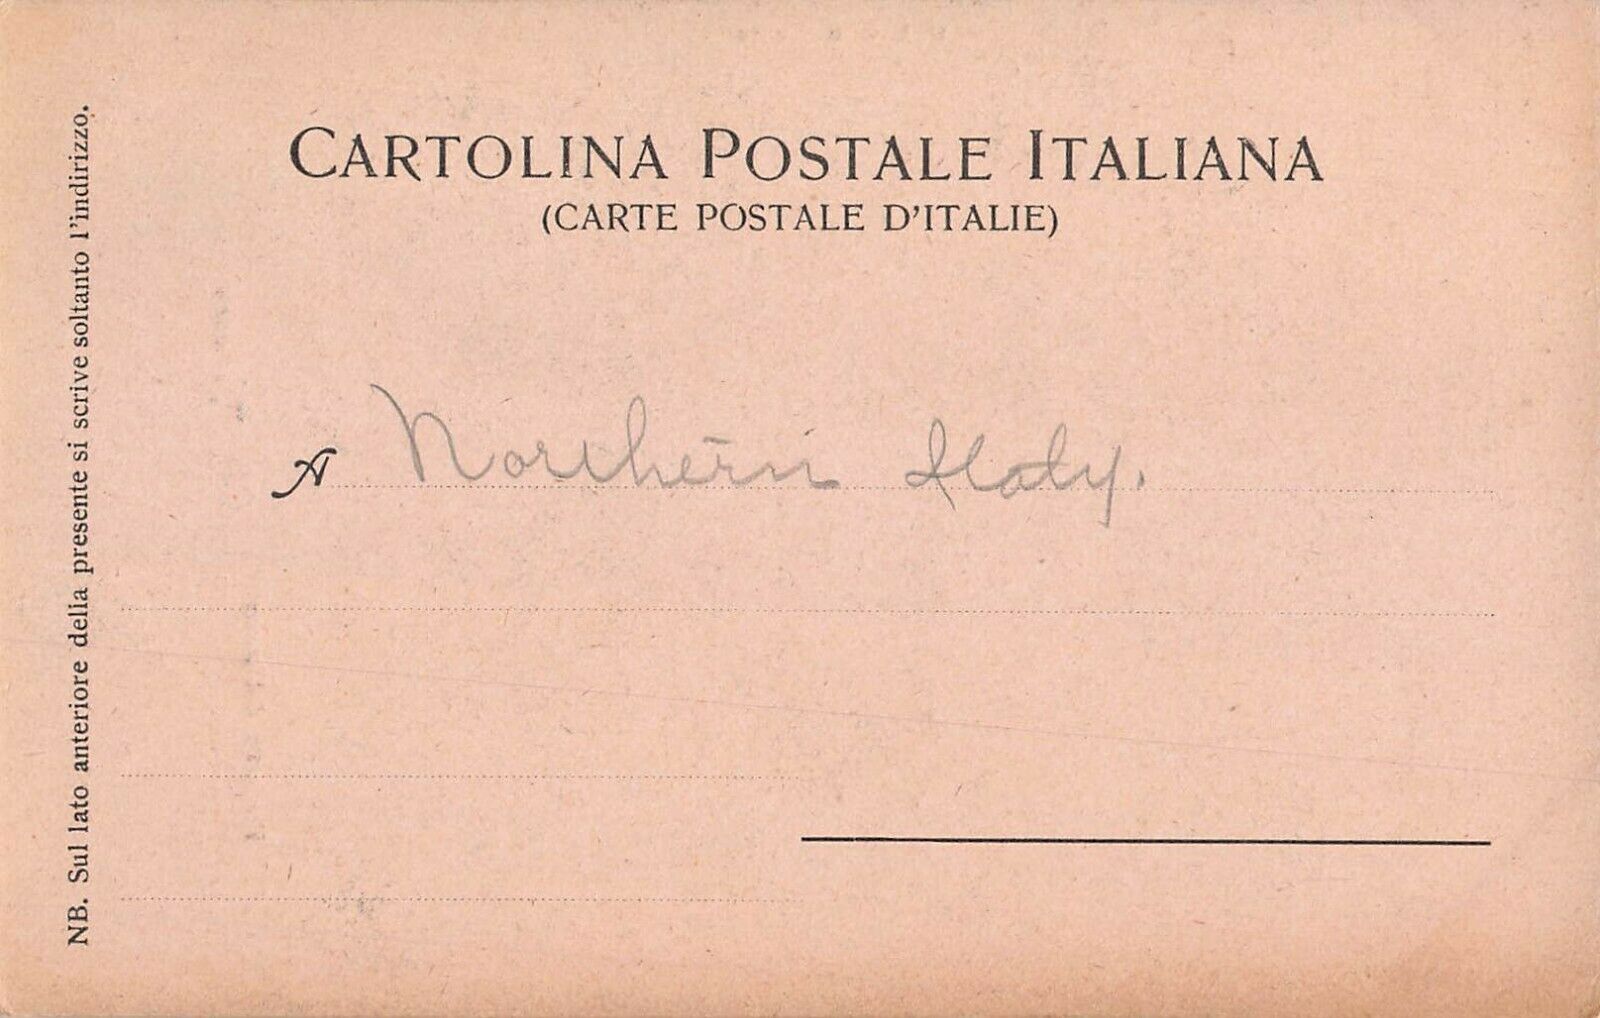 CARTOLINA POSTALE ITALIANA
(CARTE POSTALE D'ITALIE)
A Northern Italy.
NB. Sul lato anteriore della presente si scrive soltanto l'indirizzo.